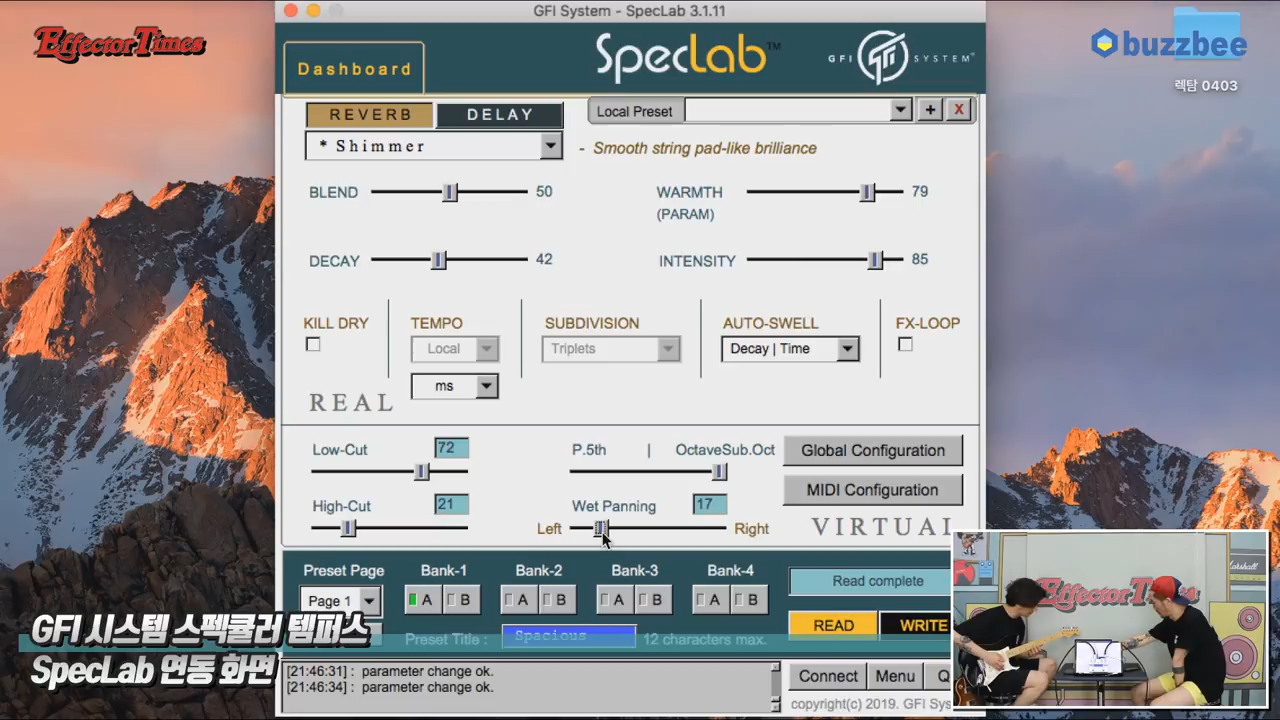 GFI System - SpecLab 3.1.11
EffectorTimes
Dashboard
SpecLab™
GFI SYSTEM
buzzbee
렉탐 0403
REVERB
DELAY
Local Preset
+
X
* Shimmer
- Smooth string pad-like brilliance
BLEND
50
WARMTH
(PARAM)
79
DECAY
42
INTENSITY
85
KILL DRY
TEMPO
SUBDIVISION
AUTO-SWELL
FX-LOOP
Local
Triplets
Decay | Time
ms
REAL
Low-Cut
72
P.5th | OctaveSub.Oct
Global Configuration
High-Cut
21
Wet Panning
17
MIDI Configuration
Left
Right
VIRTUAL
Preset Page
Bank-1
Bank-2
Bank-3
Bank-4
Read complete
Page 1
A B
A B
A B
A B
READ
WRITE
Preset Title :
Spacious
12 characters max.
GFI 시스템 스펙큘러 템퍼스
SpecLab 연동 화면
[21:46:31] : parameter change ok.
[21:46:34] : parameter change ok.
Connect
Menu
Q
copyright(c) 2019. GFI Sys
EffectorTimes
Marshall